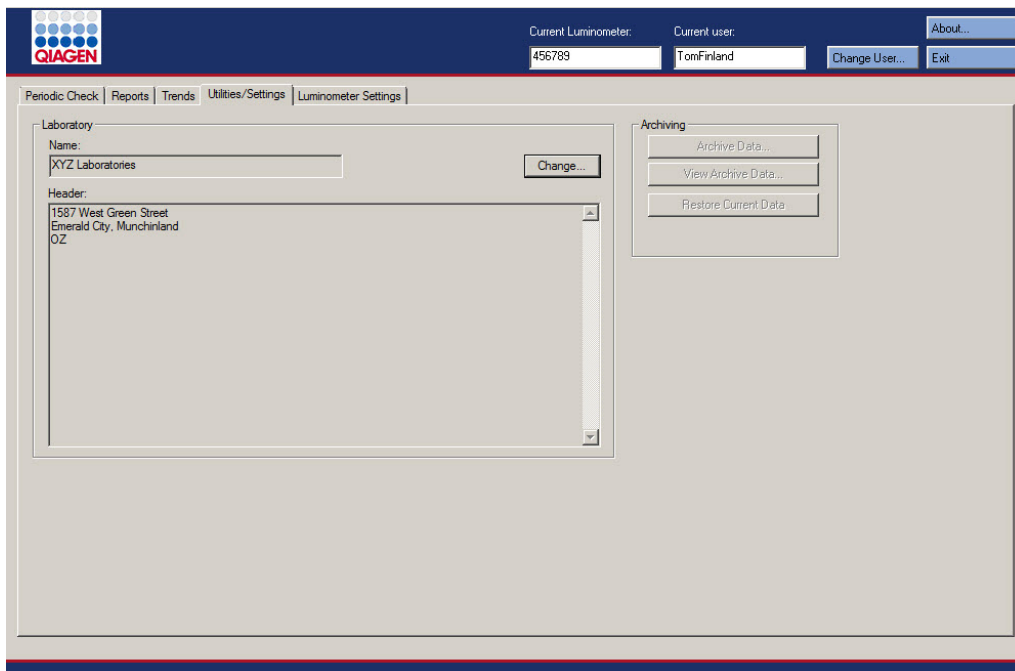 QIAGEN
Current Luminometer:
456789
Current user:
TomFinland
Change User...
About...
Exit
Periodic Check
Reports
Trends
Utilities/Settings
Luminometer Settings
Laboratory
Name:
XYZ Laboratories
Change...
Header:
1587 West Green Street
Emerald City, Munchinland
OZ
Archiving
Archive Data...
View Archive Data...
Restore Current Data